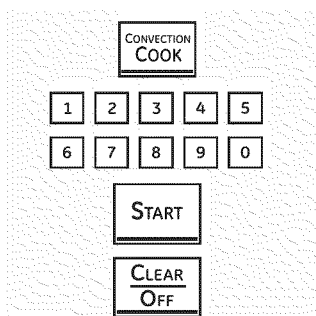 CONVECTION
COOK
1 2 3 4 5
6 7 8 9 0
START
CLEAR
OFF